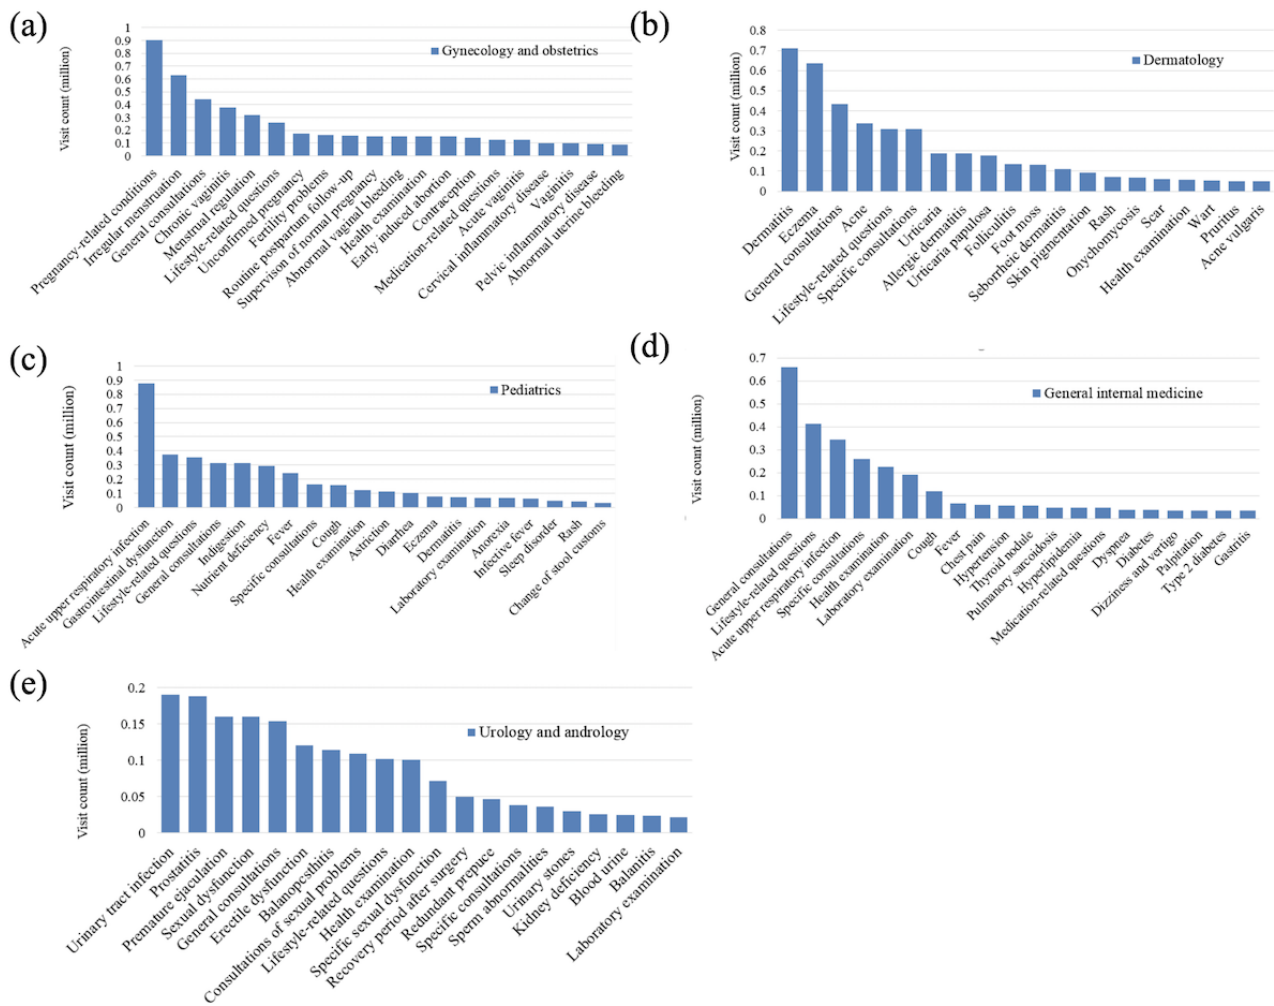 (a)
1
0.9
0.8
0.7
0.6
0.5
0.4
0.3
0.2
0.1
0
Visit count (million)
Gynecology and obstetrics
Pregnancy-related conditions
Irregular menstruation
General consultations
Chronic vaginitis
Menstrual regulation
Lifestyle-related questions
Unconfirmed pregnancy
Fertility problems
Routine postpartum follow-up
Supervision of normal pregnancy
Abnormal vaginal bleeding
Health examination
Early induced abortion
Contraception
Medication-related questions
Acute vaginitis
Cervical inflammatory disease
Vaginitis
Pelvic inflammatory disease
Abnormal uterine bleeding
(b)
0.8
0.7
0.6
0.5
0.4
0.3
0.2
0.1
0
Visit count (million)
Dermatology
Dermatitis
Eczema
General consultations
Acne
Lifestyle-related questions
Specific consultations
Urticaria
Allergic dermatitis
Urticaria papulosa
Folliculitis
Foot moss
Seborrheic dermatitis
Skin pigmentation
Rash
Onychomycosis
Scar
Health examination
Wart
Pruritus
Acne vulgaris
(c)
1
0.9
0.8
0.7
0.6
0.5
0.4
0.3
0.2
0.1
0
Visit count (million)
Pediatrics
Acute upper respiratory infection
Gastrointestinal dysfunction
Lifestyle-related questions
General consultations
Indigestion
Nutrient deficiency
Fever
Specific consultations
Cough
Health examination
Astriction
Diarrhea
Eczema
Dermatitis
Laboratory examination
Anorexia
Infective fever
Sleep disorder
Rash
Change of stool customs
(d)
0.7
0.6
0.5
0.4
0.3
0.2
0.1
0
Visit count (million)
General internal medicine
General consultations
Lifestyle-related questions
Acute upper respiratory infection
Specific consultations
Health examination
Laboratory examination
Cough
Fever
Chest pain
Hypertension
Thyroid nodule
Pulmonary sarcoidosis
Hyperlipidemia
Medication-related questions
Dyspnea
Diabetes
Dizziness and vertigo
Palpitation
Type 2 diabetes
Gastritis
(e)
0.2
0.15
0.1
0.05
0
Visit count (million)
Urology and andrology
Urinary tract infection
Prostatitis
Premature ejaculation
Sexual dysfunction
General consultations
Erectile dysfunction
Balanoposthitis
Consultations of sexual problems
Lifestyle-related questions
Health examination
Specific sexual dysfunction
Recovery period after surgery
Redundant prepuce
Specific consultations
Sperm abnormalities
Urinary stones
Kidney deficiency
Blood urine
Balanitis
Laboratory examination